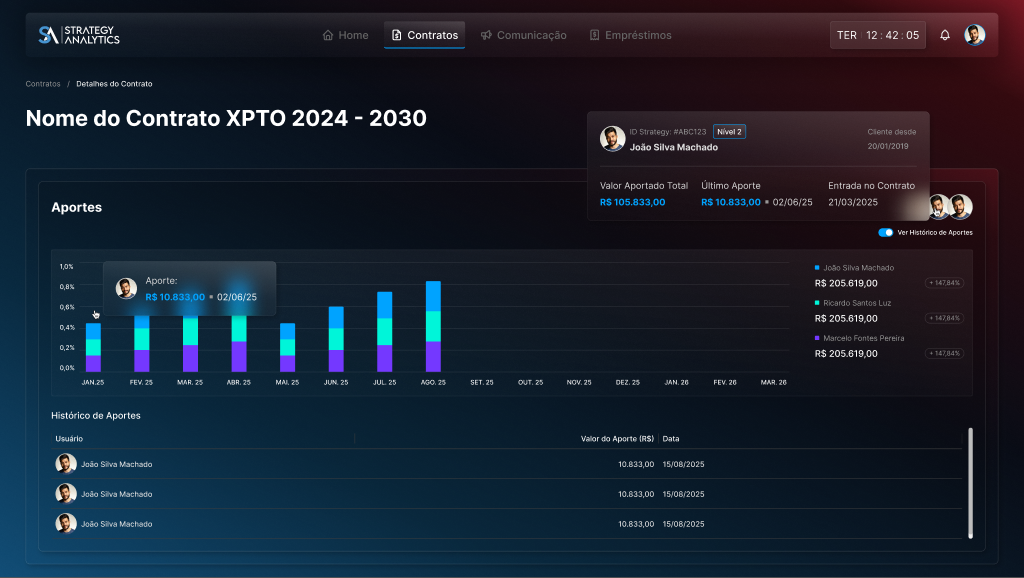 STRATEGY
ANALYTICS
Home
Contratos
Comunicação
Empréstimos
TER 12 : 42 : 05
Contratos / Detalhes do Contrato
Nome do Contrato XPTO 2024 - 2030
ID Strategy: #ABC123 Nível 2
João Silva Machado
Cliente desde
20/01/2019
Valor Aportado Total
R$ 105.833,00
Último Aporte
R$ 10.833,00 02/06/25
Entrada no Contrato
21/03/2025
Aportes
Ver Histórico de Aportes
1,0%
0,8%
0,6%
0,4%
0,2%
0,0%
Aporte:
R$ 10.833,00 02/06/25
JAN.25 FEV. 25 MAR. 25 ABR. 25 MAI. 25 JUN. 25 JUL. 25 AGO. 25 SET. 25 OUT. 25 NOV. 25 DEZ. 25 JAN. 26 FEV. 26 MAR. 26
João Silva Machado
R$ 205.619,00 + 147,84%
Ricardo Santos Luz
R$ 205.619,00 + 147,84%
Marcelo Fontes Pereira
R$ 205.619,00 + 147,84%
Histórico de Aportes
Usuário Valor do Aporte (R$) Data
João Silva Machado 10.833,00 15/08/2025
João Silva Machado 10.833,00 15/08/2025
João Silva Machado 10.833,00 15/08/2025